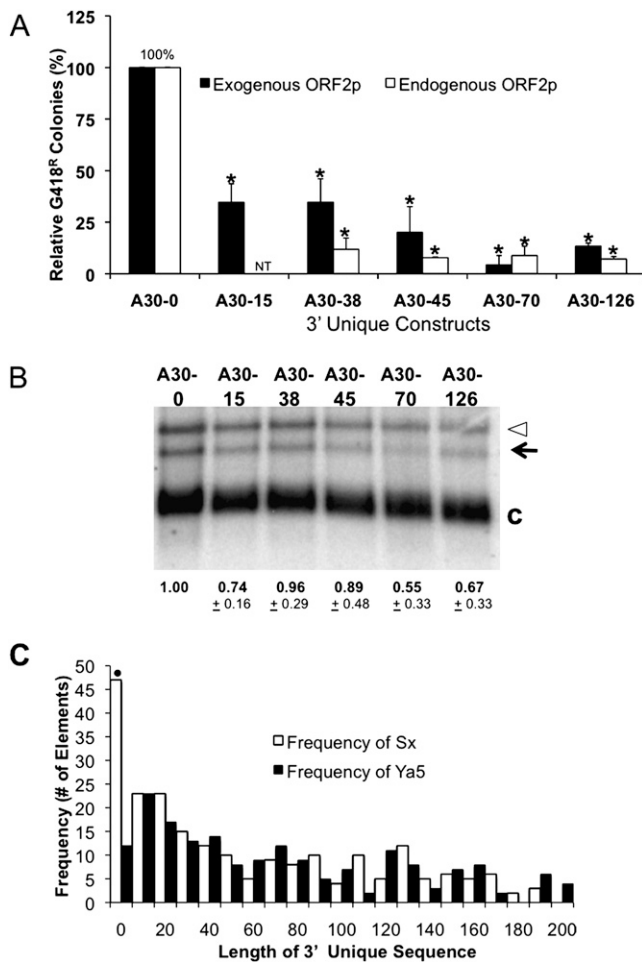 A
Relative G418R Colonies (%)
125
100
75
50
25
0
100%
Exogenous ORF2p
Endogenous ORF2p
* * * * * * * * *
NT
A30-0 A30-15 A30-38 A30-45 A30-70 A30-126
3' Unique Constructs
B
A30- A30- A30- A30- A30- A30-
0 15 38 45 70 126
C
1.00 0.74 0.96 0.89 0.55 0.67
± 0.16 ± 0.29 ± 0.48 ± 0.33 ± 0.33
C
Frequency (# of Elements)
50
45
40
35
30
25
20
15
10
5
0
Frequency of Sx
Frequency of Ya5
0 20 40 60 80 100 120 140 160 180 200
Length of 3' Unique Sequence